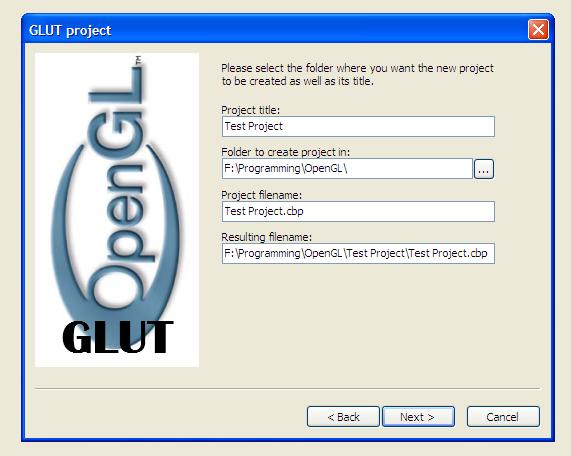 GLUT project
OpenGL™
GLUT
Please select the folder where you want the new project
to be created as well as its title.
Project title:
Test Project
Folder to create project in:
F:\Programming\OpenGL\
...
Project filename:
Test Project.cbp
Resulting filename:
F:\Programming\OpenGL\Test Project\Test Project.cbp
< Back
Next >
Cancel